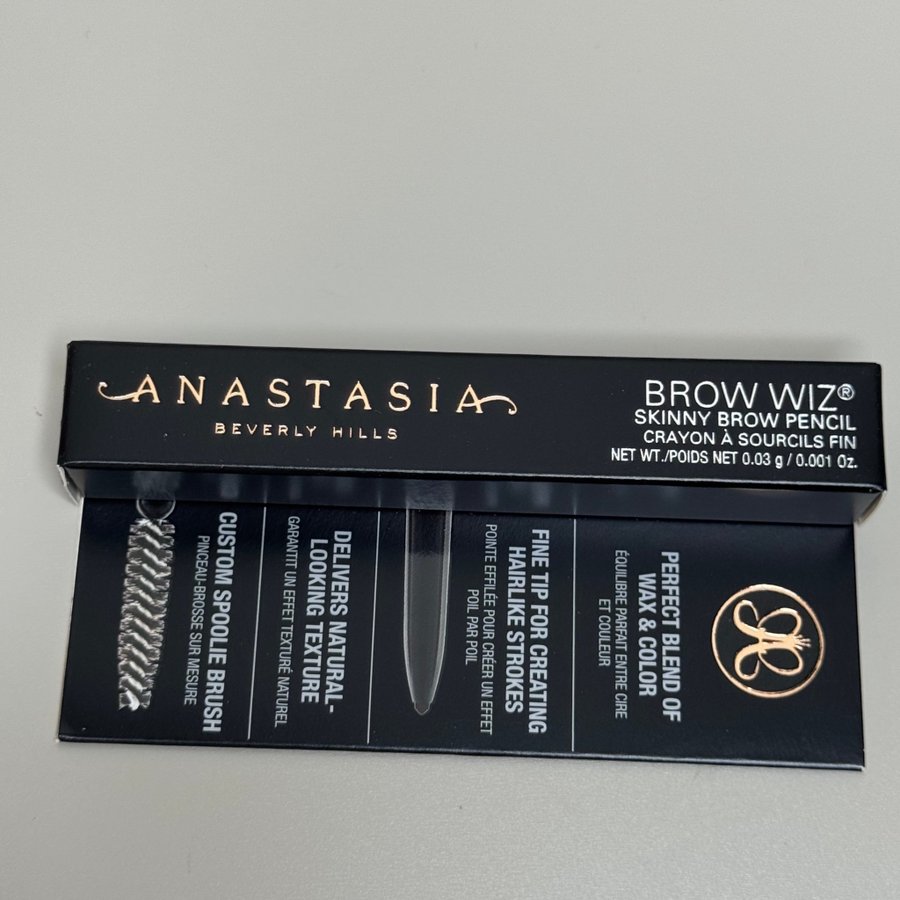 ANASTASIA
BEVERLY HILLS
BROW WIZ®
SKINNY BROW PENCIL
CRAYON À SOURCILS FIN
NET WT./POIDS NET 0.03 g / 0.001 Oz.
PERFECT BLEND OF
WAX & COLOR
ÉQUILIBRE PARFAIT ENTRE CIRE
ET COULEUR
FINE TIP FOR CREATING
HAIRLIKE STROKES
POINTE EFFILÉE POUR CRÉER UN EFFET
POIL PAR POIL
DELIVERS NATURAL-
LOOKING TEXTURE
GARANTIT UN EFFET TEXTURÉ NATUREL
CUSTOM SPOOLIE BRUSH
PINCEAU-BROSSE SUR MESURE